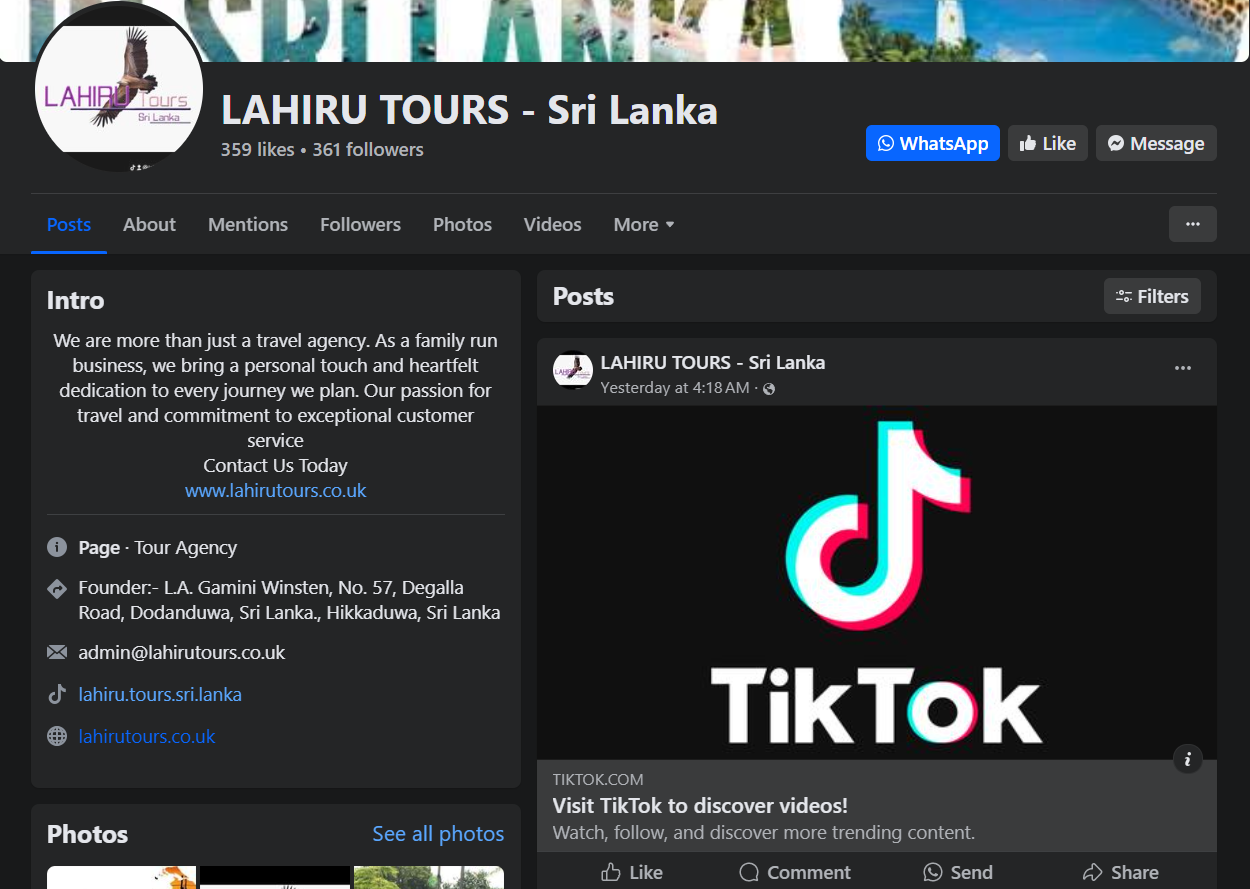 SRI LANKA
LAHIRU Tours
Sri Lanka
LAHIRU TOURS - Sri Lanka
359 likes • 361 followers
WhatsApp
Like
Message
Posts
About
Mentions
Followers
Photos
Videos
More
Intro
We are more than just a travel agency. As a family run
business, we bring a personal touch and heartfelt
dedication to every journey we plan. Our passion for
travel and commitment to exceptional customer
service
Contact Us Today
www.lahirutours.co.uk
Page · Tour Agency
Founder:- L.A. Gamini Winsten, No. 57, Degalla
Road, Dodanduwa, Sri Lanka., Hikkaduwa, Sri Lanka
admin@lahirutours.co.uk
lahiru.tours.sri.lanka
lahirutours.co.uk
Photos
See all photos
Posts
Filters
LAHIRU TOURS - Sri Lanka
Yesterday at 4:18 AM ·
TikTok
TIKTOK.COM
Visit TikTok to discover videos!
Watch, follow, and discover more trending content.
Like
Comment
Send
Share